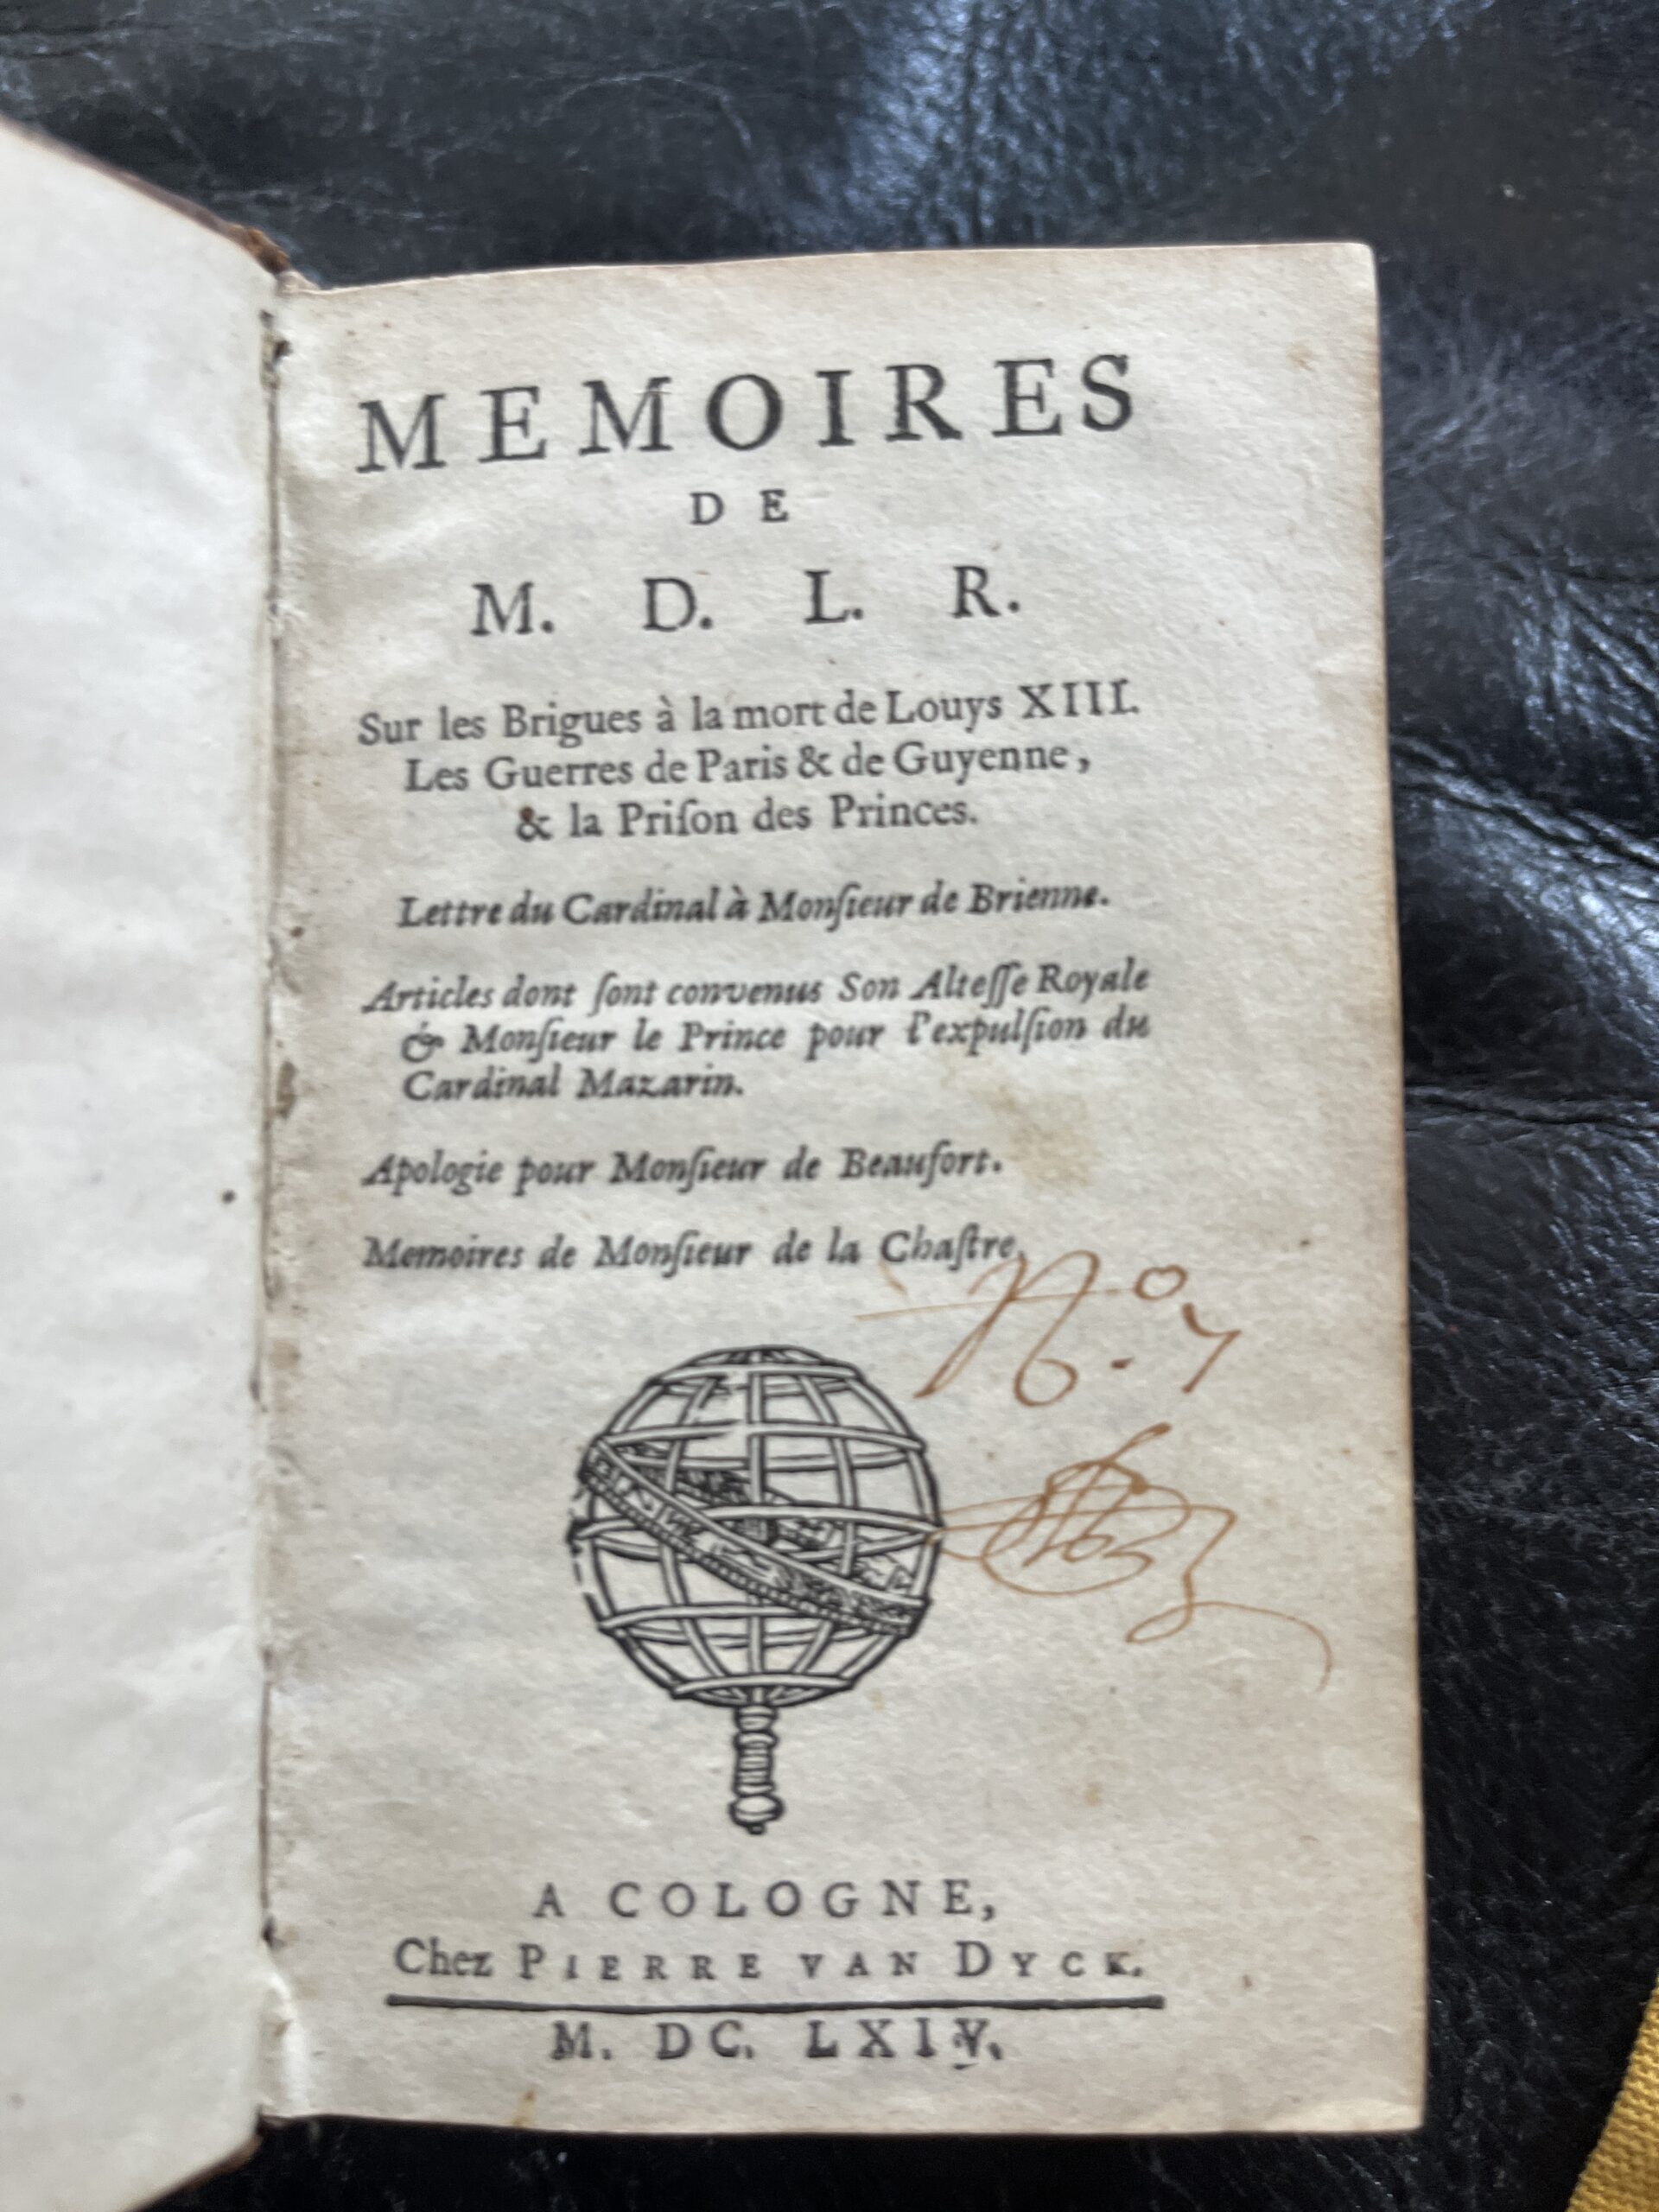 MEMOIRES
DE
M. D. L. R.
Sur les Brigues à la mort de Louys XIII.
Les Guerres de Paris & de Guyenne,
& la Priſon des Princes.
Lettre du Cardinal à Monſieur de Brienne.
Articles dont ſont convenus Son Alteſſe Royale
& Monſieur le Prince pour l'expulſion du
Cardinal Mazarin.
Apologie pour Monſieur de Beaufort.
Memoires de Monſieur de la Chaſtre.
N.º 7
A COLOGNE,
Chez PIERRE VAN DYCK.
M. DC. LXIV.